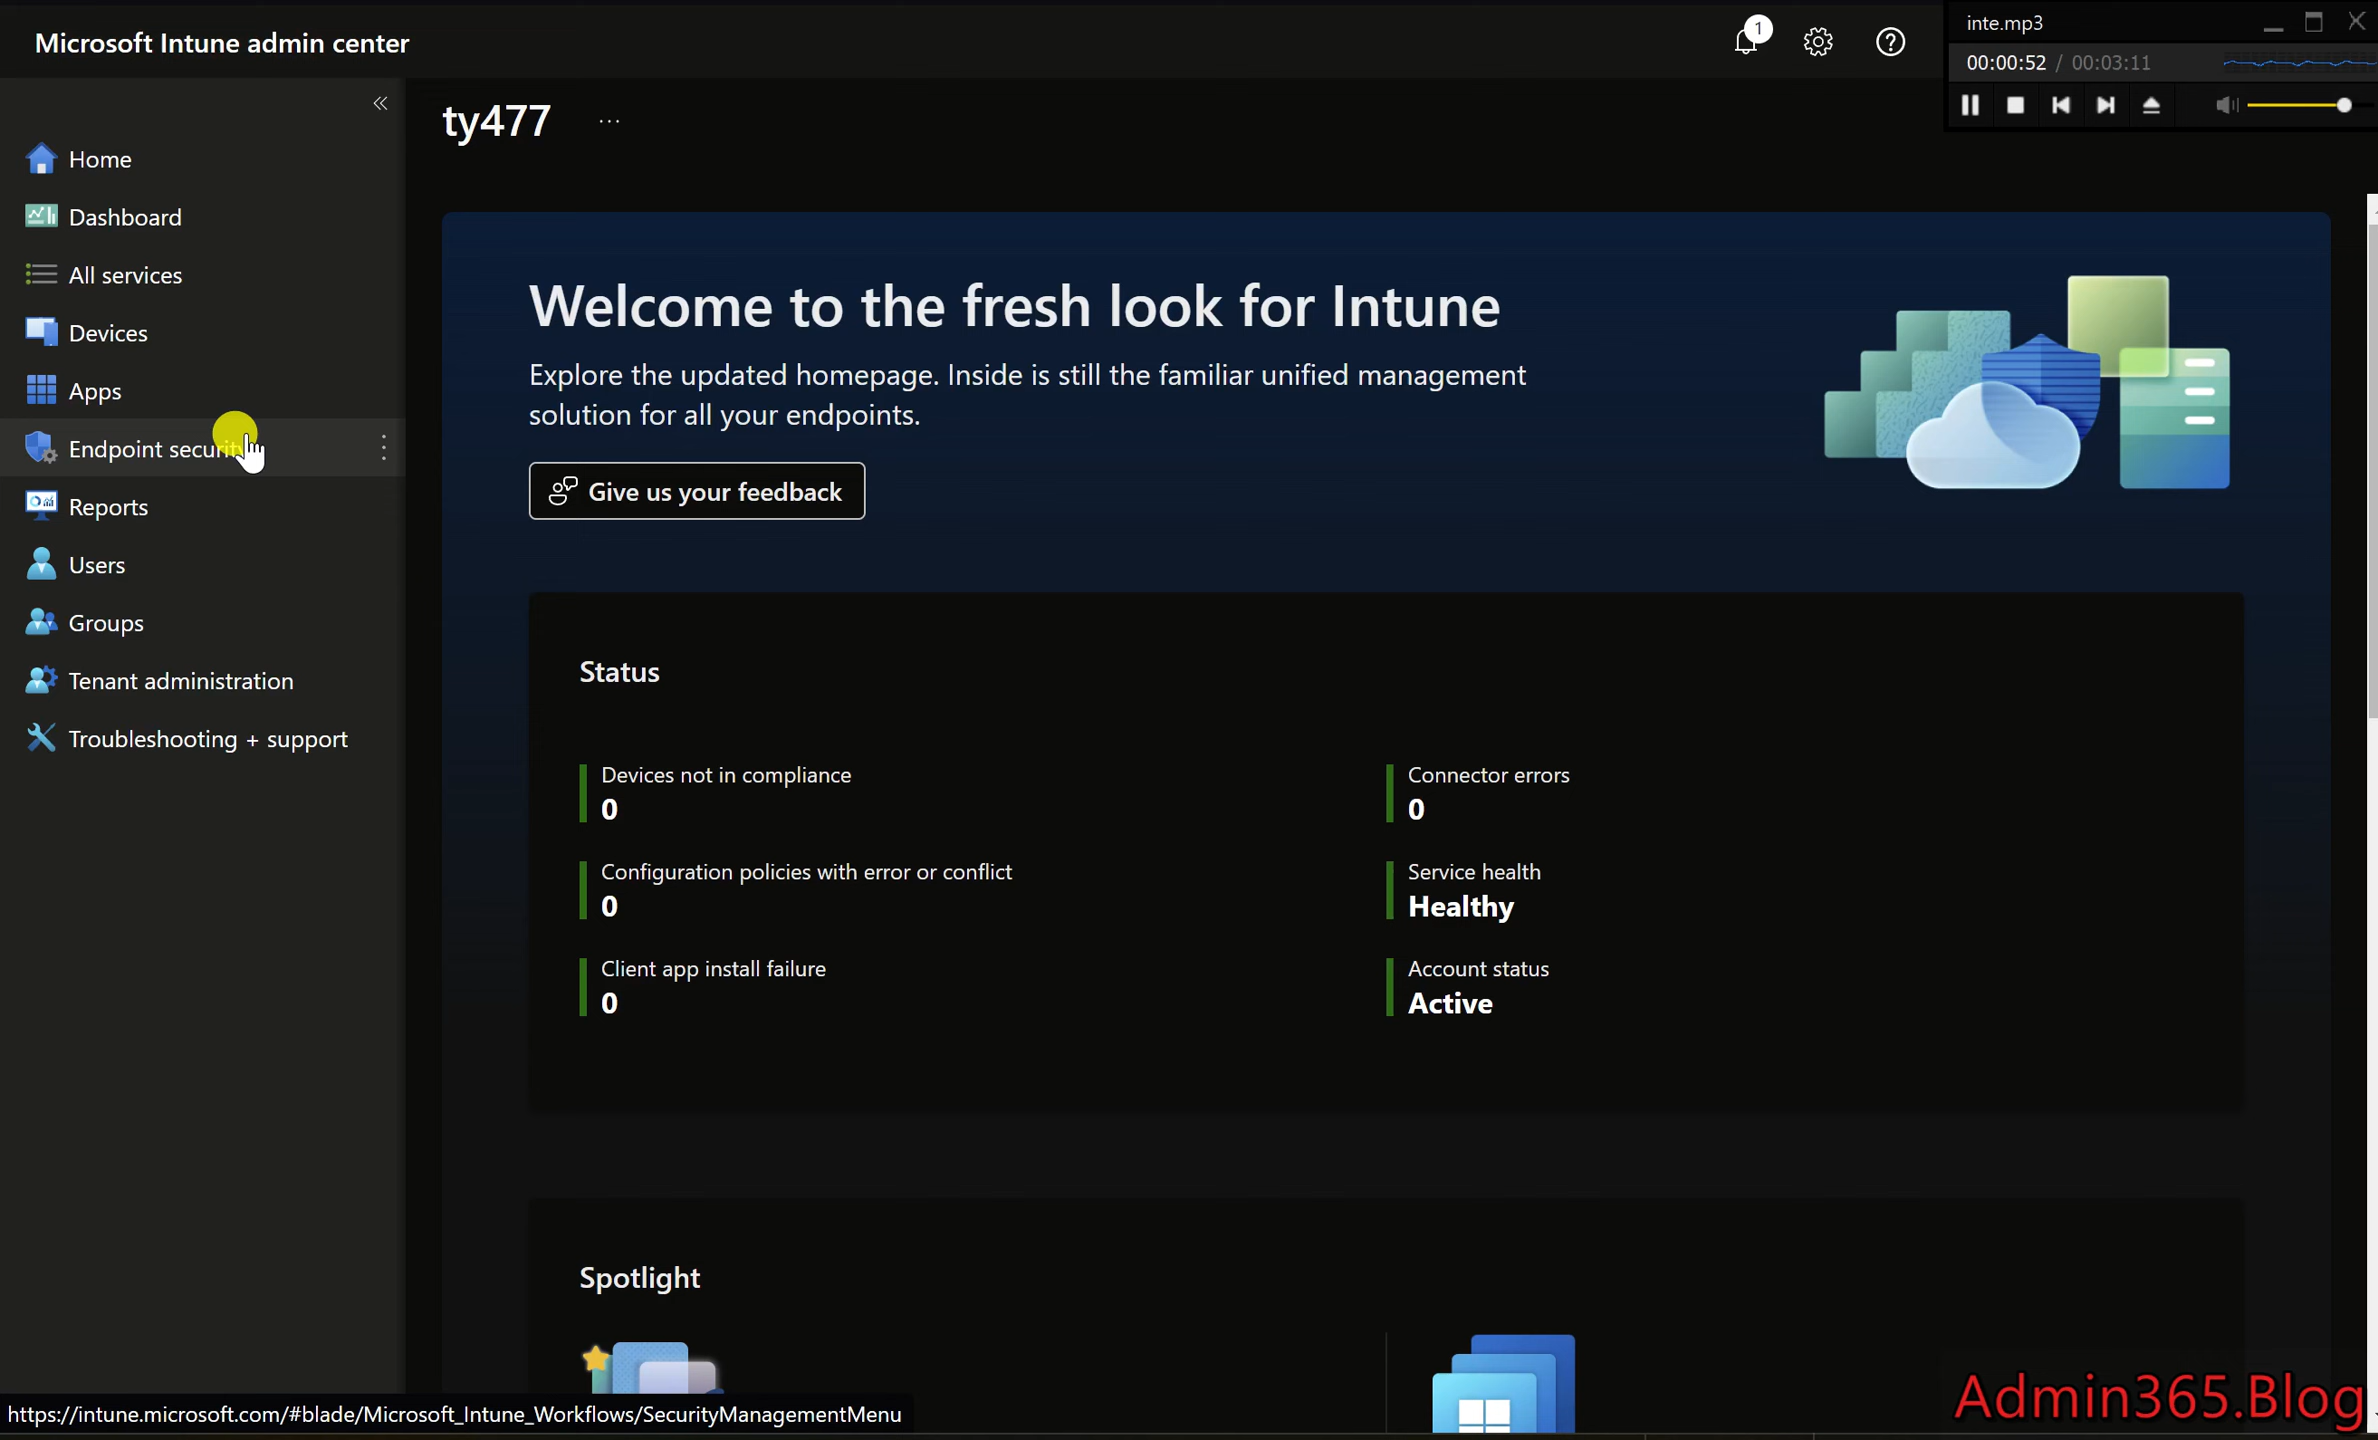 Microsoft Intune admin center
1
inte.mp3
00:00:52 / 00:03:11
ty477
...
Home
Dashboard
All services
Devices
Apps
Endpoint security
Reports
Users
Groups
Tenant administration
Troubleshooting + support
Welcome to the fresh look for Intune
Explore the updated homepage. Inside is still the familiar unified management
solution for all your endpoints.
Give us your feedback
Status
Devices not in compliance
0
Connector errors
0
Configuration policies with error or conflict
0
Service health
Healthy
Client app install failure
0
Account status
Active
Spotlight
https://intune.microsoft.com/#blade/Microsoft_Intune_Workflows/SecurityManagementMenu
Admin365.Blog